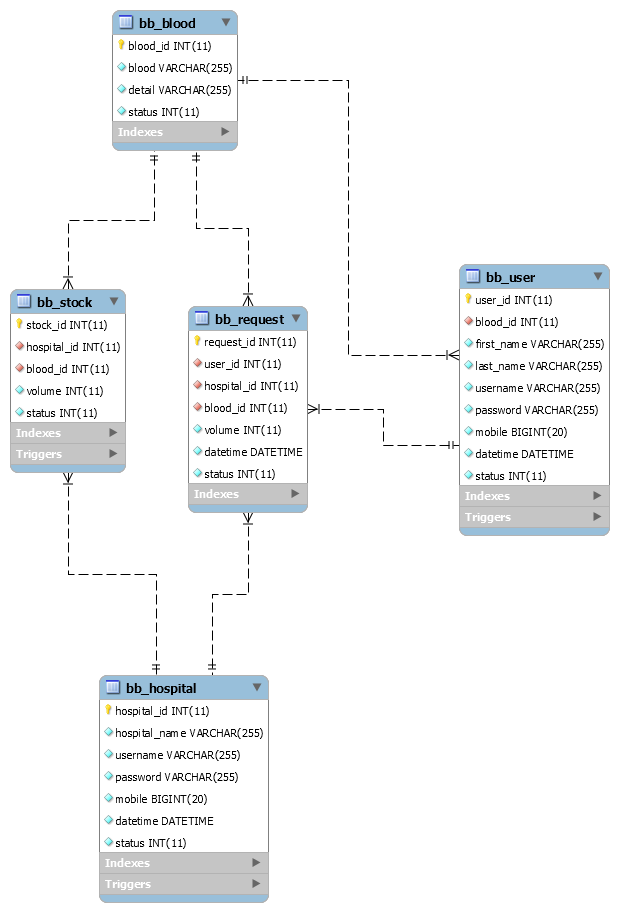 bb_blood
blood_id INT(11)
blood VARCHAR(255)
detail VARCHAR(255)
status INT(11)
Indexes
bb_stock
stock_id INT(11)
hospital_id INT(11)
blood_id INT(11)
volume INT(11)
status INT(11)
Indexes
Triggers
bb_request
request_id INT(11)
user_id INT(11)
hospital_id INT(11)
blood_id INT(11)
volume INT(11)
datetime DATETIME
status INT(11)
Indexes
bb_user
user_id INT(11)
blood_id INT(11)
first_name VARCHAR(255)
last_name VARCHAR(255)
username VARCHAR(255)
password VARCHAR(255)
mobile BIGINT(20)
datetime DATETIME
status INT(11)
Indexes
Triggers
bb_hospital
hospital_id INT(11)
hospital_name VARCHAR(255)
username VARCHAR(255)
password VARCHAR(255)
mobile BIGINT(20)
datetime DATETIME
status INT(11)
Indexes
Triggers